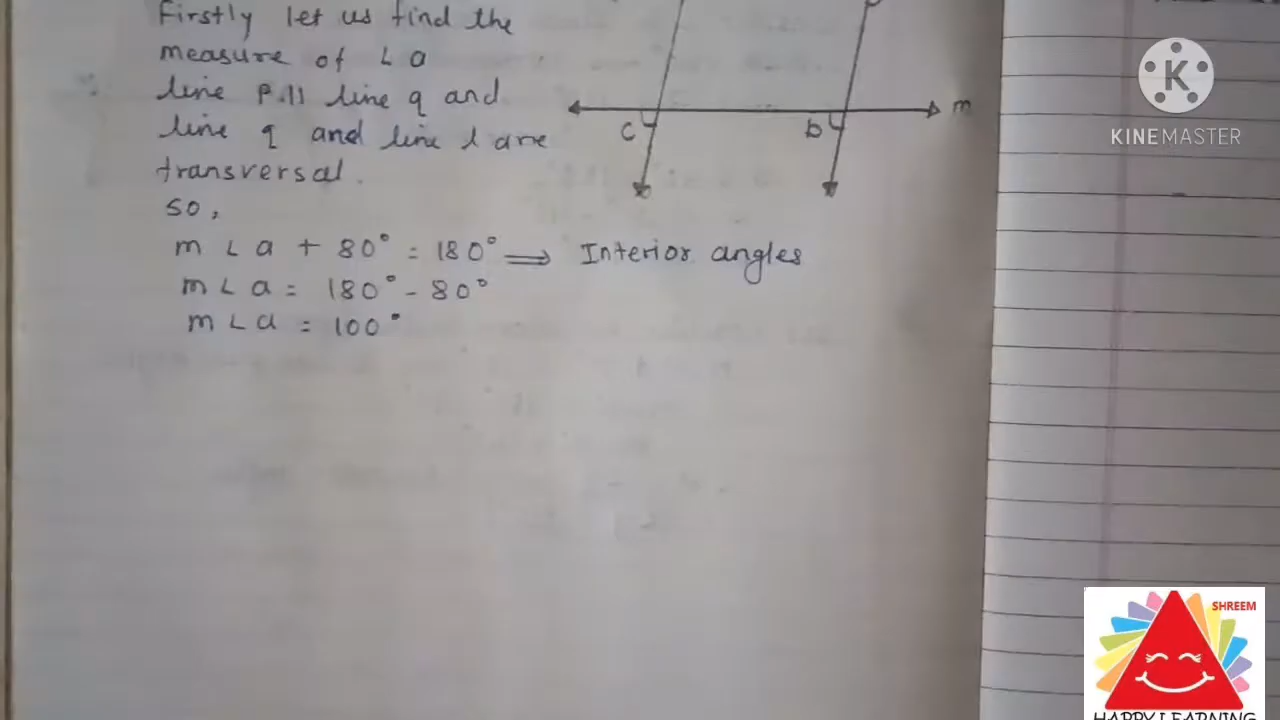 Firstly let us find the
measure of ∠a
line p || line q and
line q and line l are
transversal.
so,
m∠a + 80° = 180° ⟹ Interior angles
m∠a = 180° - 80°
m∠a = 100°
m
c
b
K
KINEMASTER
SHREEM
HAPPY LEARNING